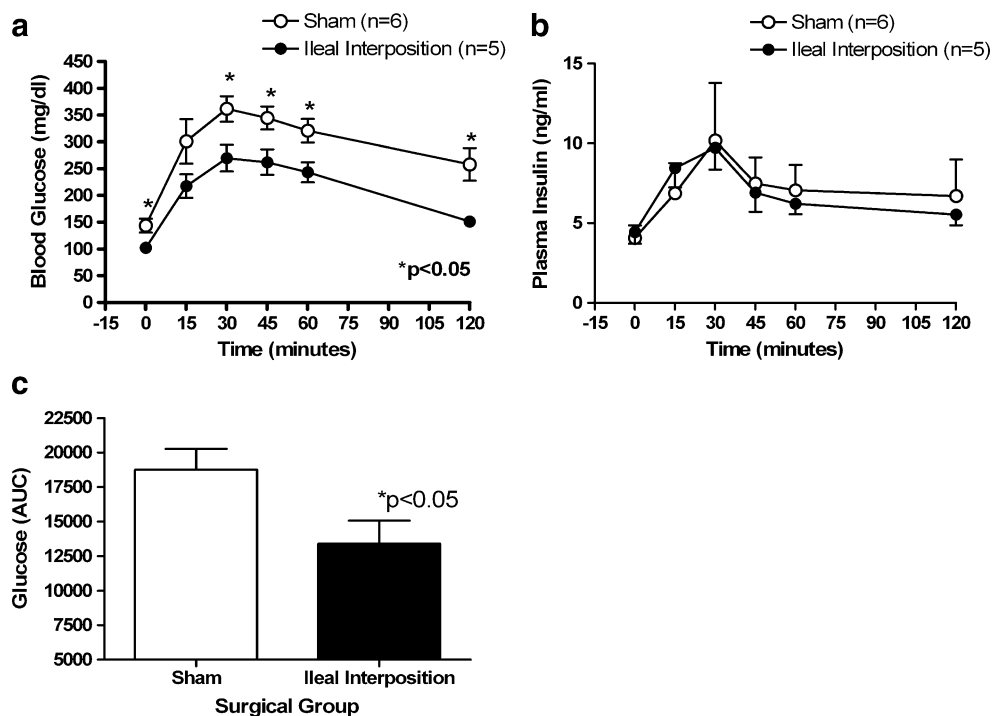 a
Sham (n=6)
Ileal Interposition (n=5)
Blood Glucose (mg/dl)
450
400
350
300
250
200
150
100
50
0
* * * * *
*p<0.05
-15 0 15 30 45 60 75 90 105 120
Time (minutes)
b
Sham (n=6)
Ileal Interposition (n=5)
Plasma Insulin (ng/ml)
15
10
5
0
-15 0 15 30 45 60 75 90 105 120
Time (minutes)
c
Glucose (AUC)
22500
20000
17500
15000
12500
10000
7500
5000
*p<0.05
Sham Ileal Interposition
Surgical Group